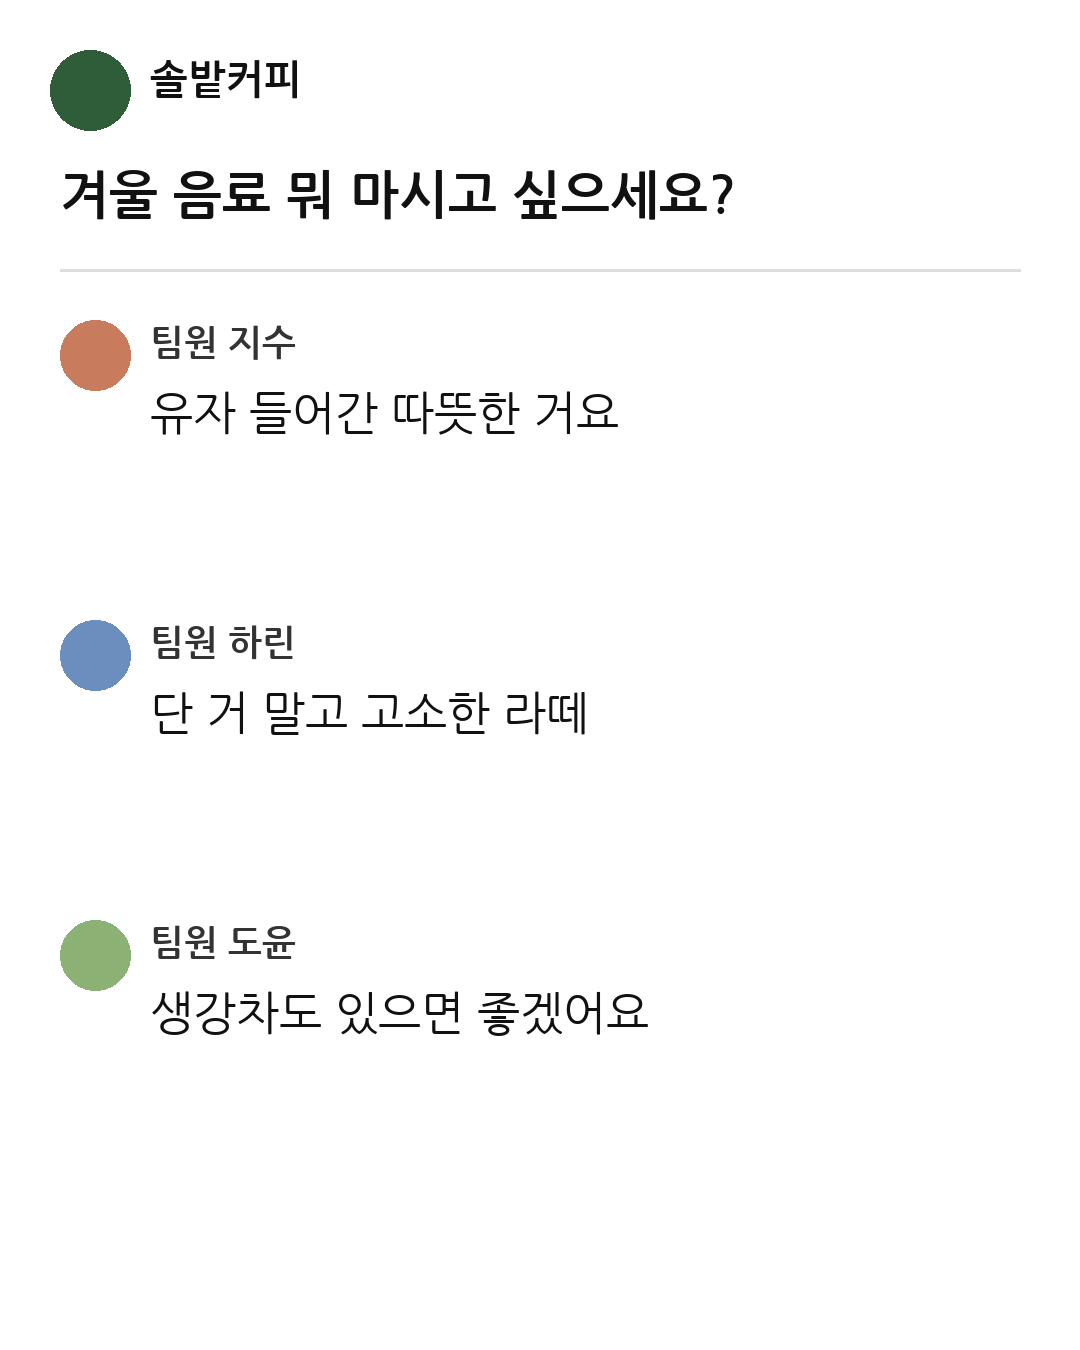 솔밭커피
겨울 음료 뭐 마시고 싶으세요?
팀원 지수
유자 들어간 따뜻한 거요
팀원 하린
단 거 말고 고소한 라떼
팀원 도윤
생강차도 있으면 좋겠어요